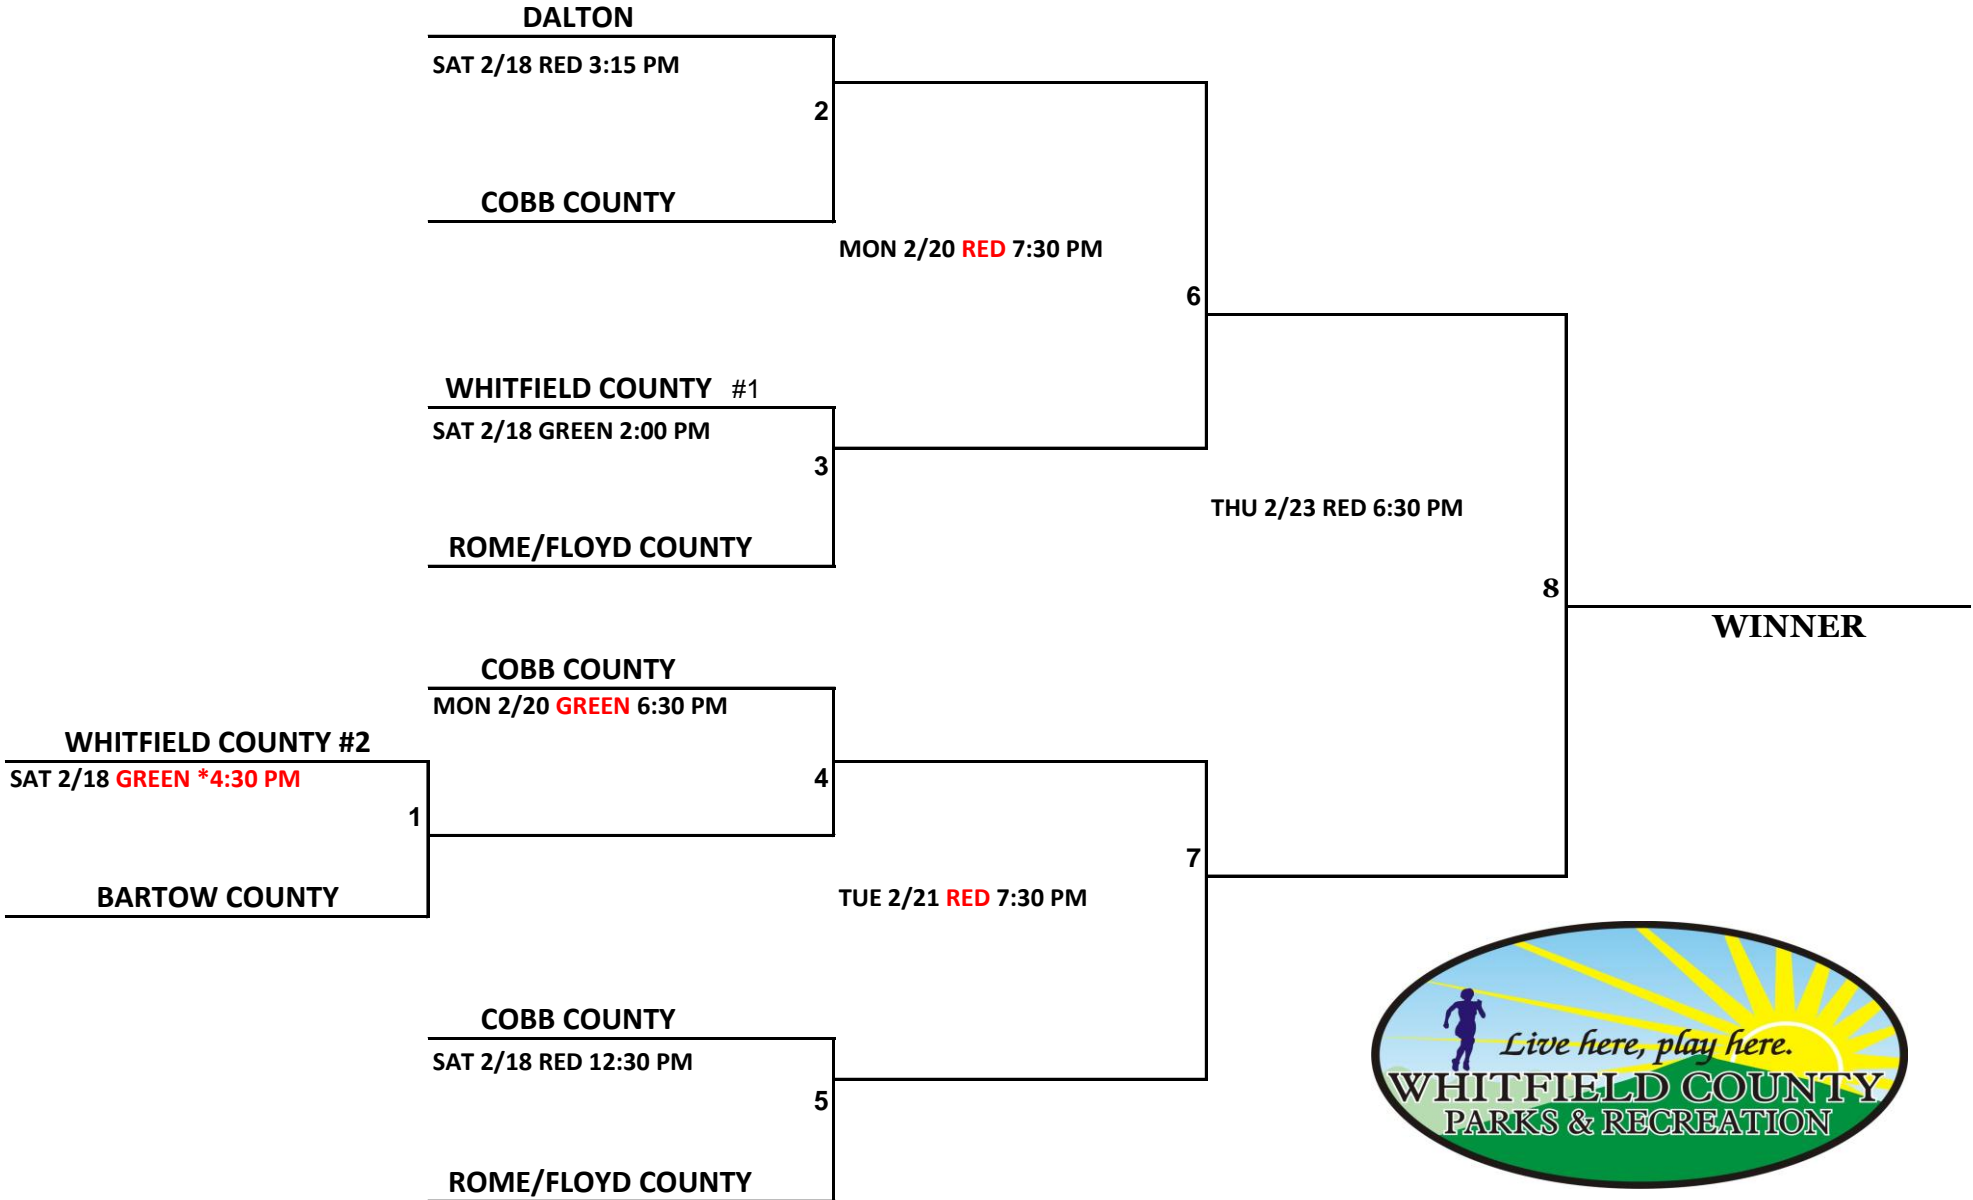 DALTON
SAT 2/18 RED 3:15 PM
2
COBB COUNTY
MON 2/20 RED 7:30 PM
6
WHITFIELD COUNTY #1
SAT 2/18 GREEN 2:00 PM
3
THU 2/23 RED 6:30 PM
ROME/FLOYD COUNTY
8
WINNER
COBB COUNTY
MON 2/20 GREEN 6:30 PM
WHITFIELD COUNTY #2
SAT 2/18 GREEN *4:30 PM
4
1
7
BARTOW COUNTY
TUE 2/21 RED 7:30 PM
COBB COUNTY
SAT 2/18 RED 12:30 PM
5
ROME/FLOYD COUNTY
Live here, play here.
WHITFIELD COUNTY
PARKS & RECREATION